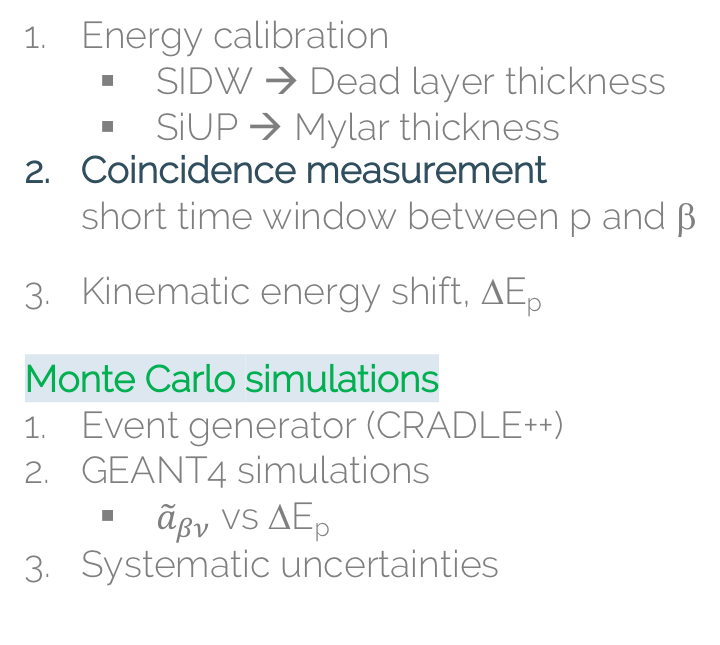 1. Energy calibration
▪ SIDW → Dead layer thickness
▪ SiUP → Mylar thickness
2. Coincidence measurement
short time window between p and β
3. Kinematic energy shift, ΔEₚ
Monte Carlo simulations
1. Event generator (CRADLE++)
2. GEANT4 simulations
▪ ã_βν vs ΔEₚ
3. Systematic uncertainties